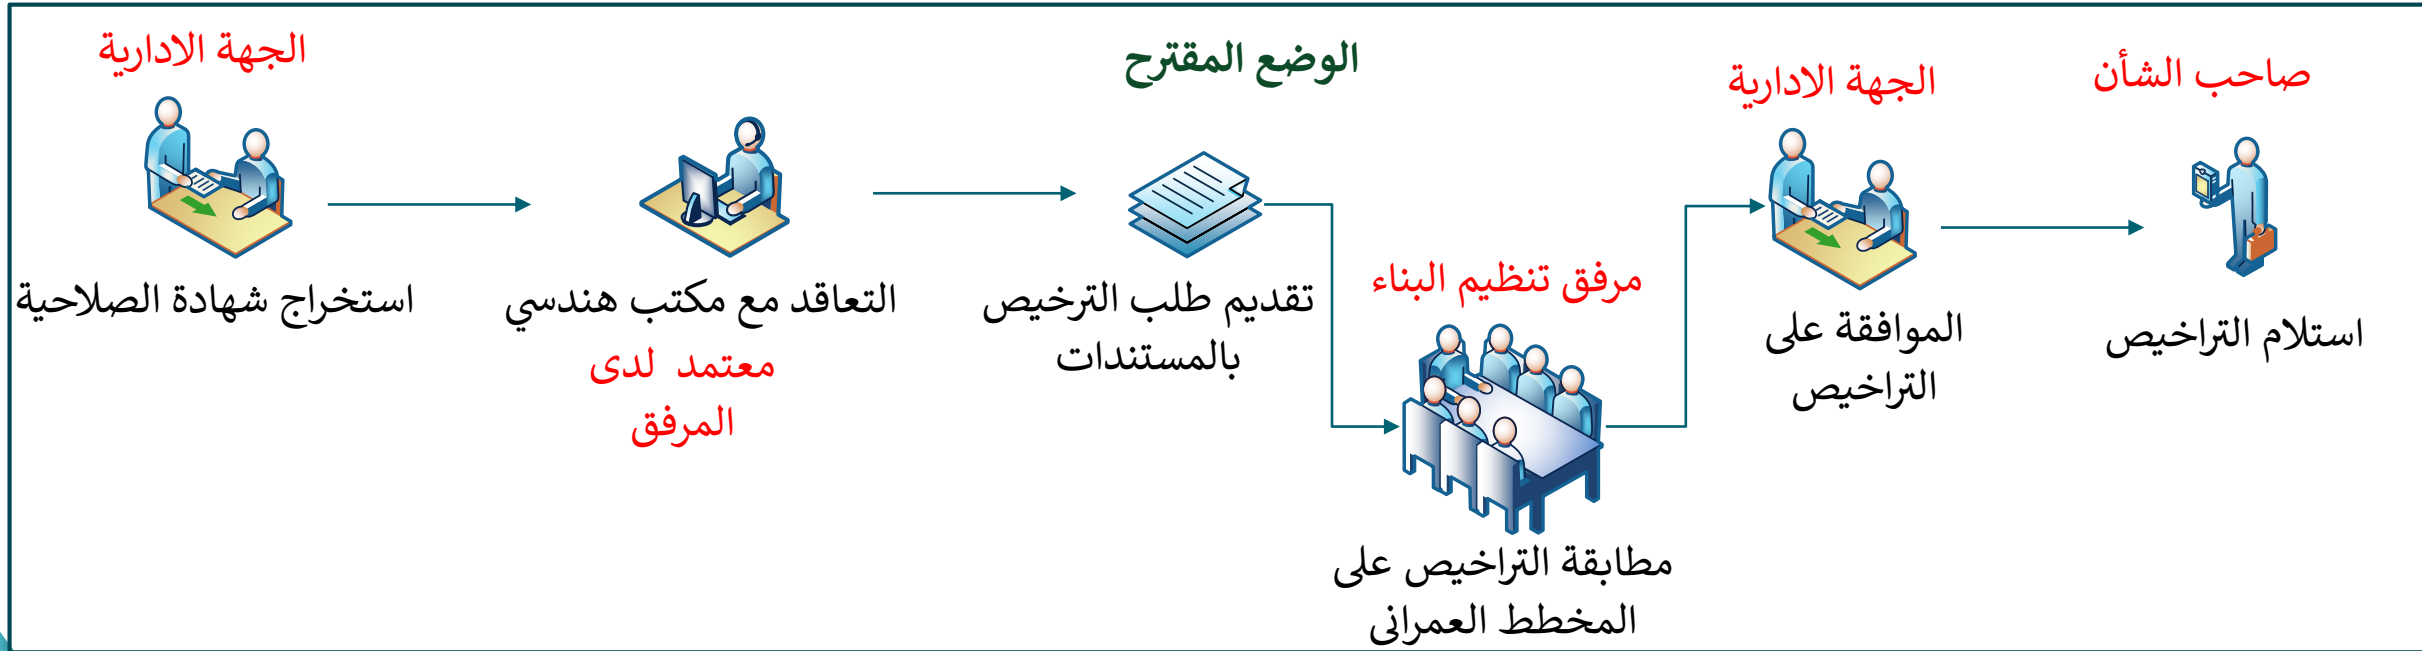 الوضع المقترح
الجهة الادارية
استخراج شهادة الصلاحية
التعاقد مع مكتب هندسي
معتمد لدى
المرفق
تقديم طلب الترخيص
بالمستندات
مرفق تنظيم البناء
مطابقة التراخيص على
المخطط العمرانى
الجهة الادارية
الموافقة على
التراخيص
صاحب الشأن
استلام التراخيص